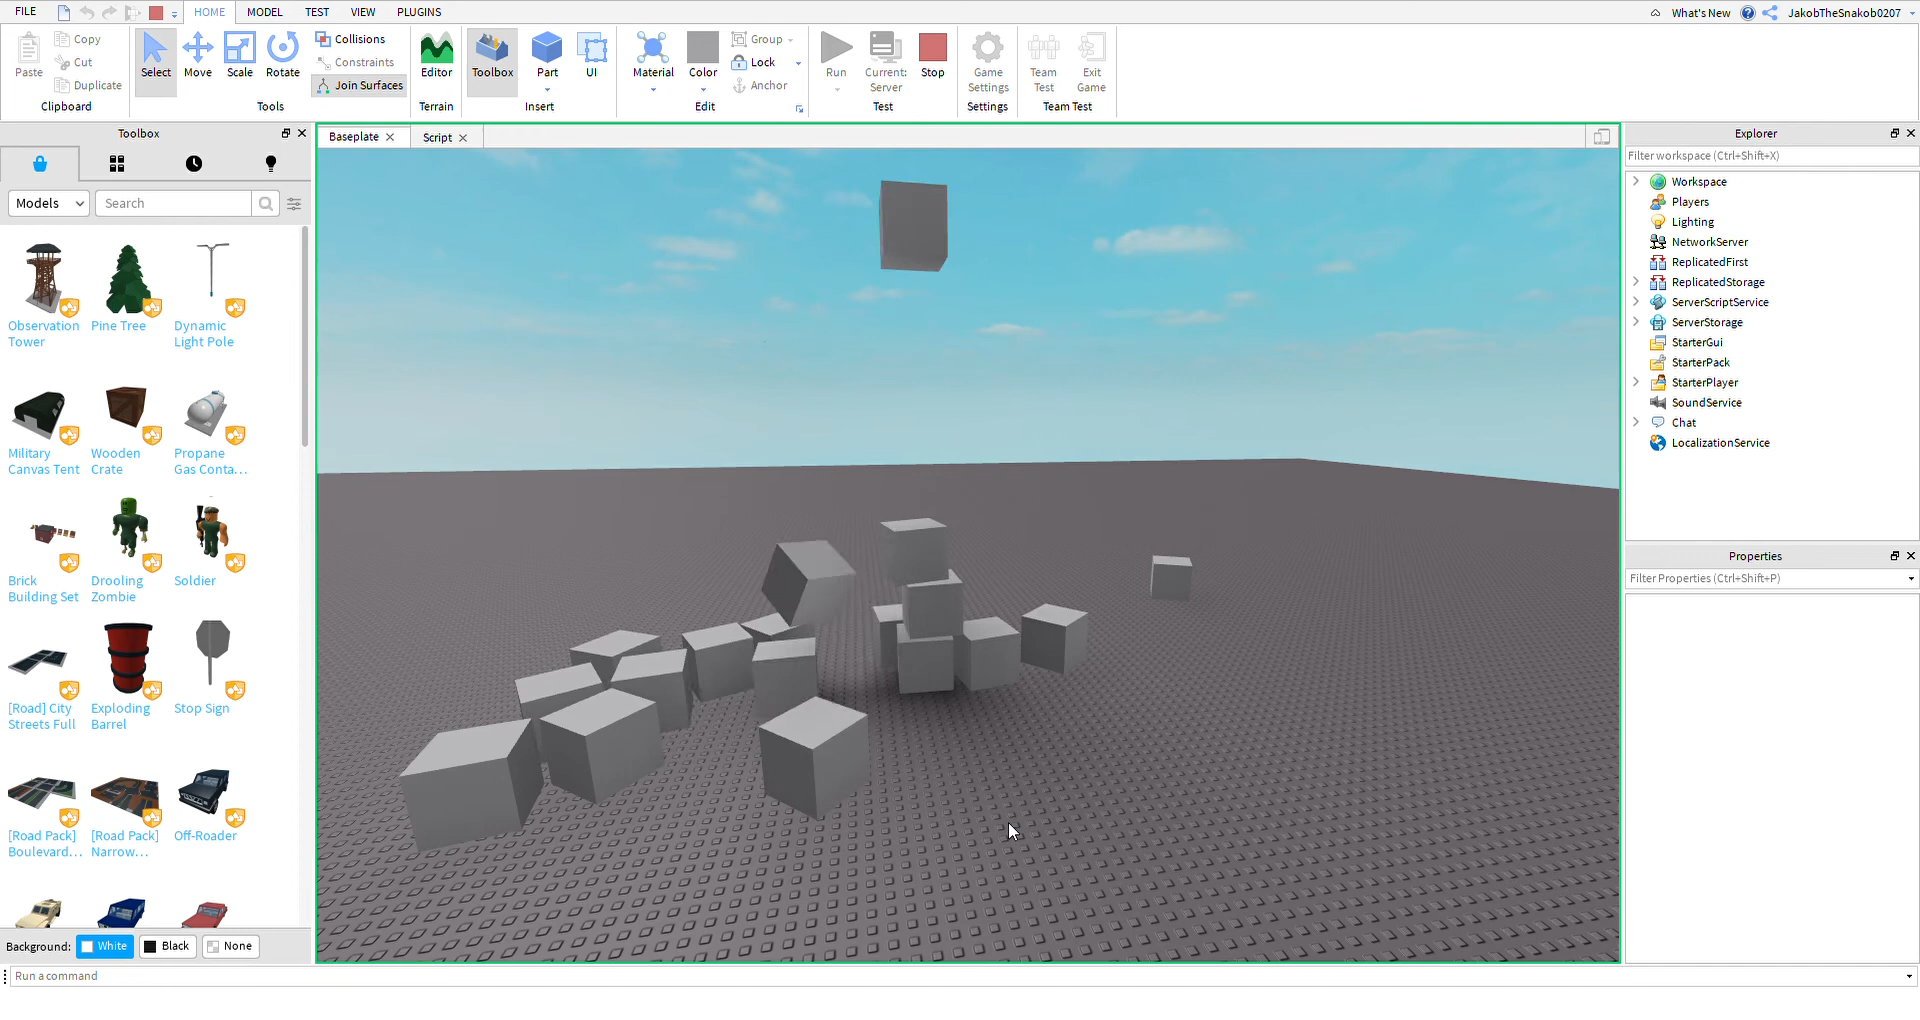 FILE
HOME
MODEL
TEST
VIEW
PLUGINS
What's New
JakobTheSnakob0207
Paste
Copy
Cut
Duplicate
Clipboard
Select
Move
Scale
Rotate
Collisions
Constraints
Join Surfaces
Tools
Editor
Terrain
Toolbox
Part
UI
Insert
Material
Color
Group
Lock
Anchor
Edit
Run
Current:
Server
Stop
Test
Game
Settings
Settings
Team
Test
Exit
Game
Team Test
Toolbox
Models
Search
Observation
Tower
Pine Tree
Dynamic
Light Pole
Military
Canvas Tent
Wooden
Crate
Propane
Gas Conta...
Brick
Building Set
Drooling
Zombie
Soldier
[Road] City
Streets Full
Exploding
Barrel
Stop Sign
[Road Pack]
Boulevard...
[Road Pack]
Narrow...
Off-Roader
Background:
White
Black
None
Run a command
Baseplate
Script
Explorer
Filter workspace (Ctrl+Shift+X)
Workspace
Players
Lighting
NetworkServer
ReplicatedFirst
ReplicatedStorage
ServerScriptService
ServerStorage
StarterGui
StarterPack
StarterPlayer
SoundService
Chat
LocalizationService
Properties
Filter Properties (Ctrl+Shift+P)